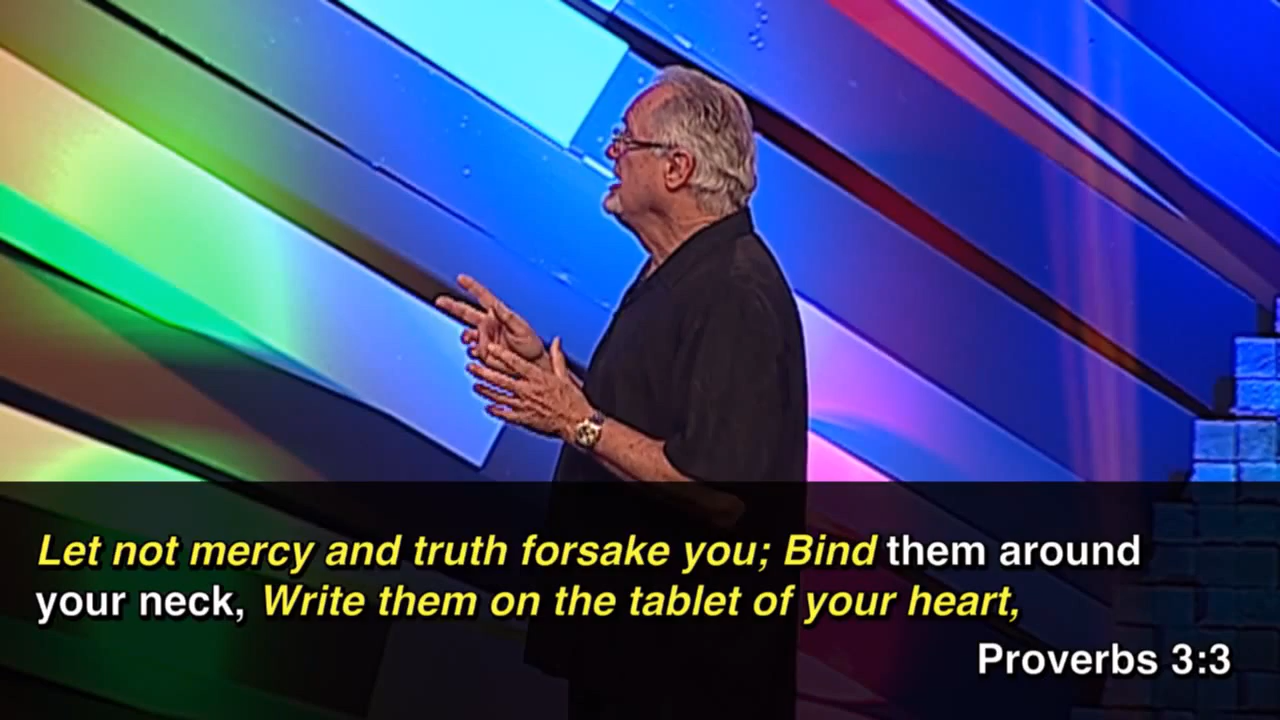 Let not mercy and truth forsake you; Bind them around
your neck, Write them on the tablet of your heart,
Proverbs 3:3